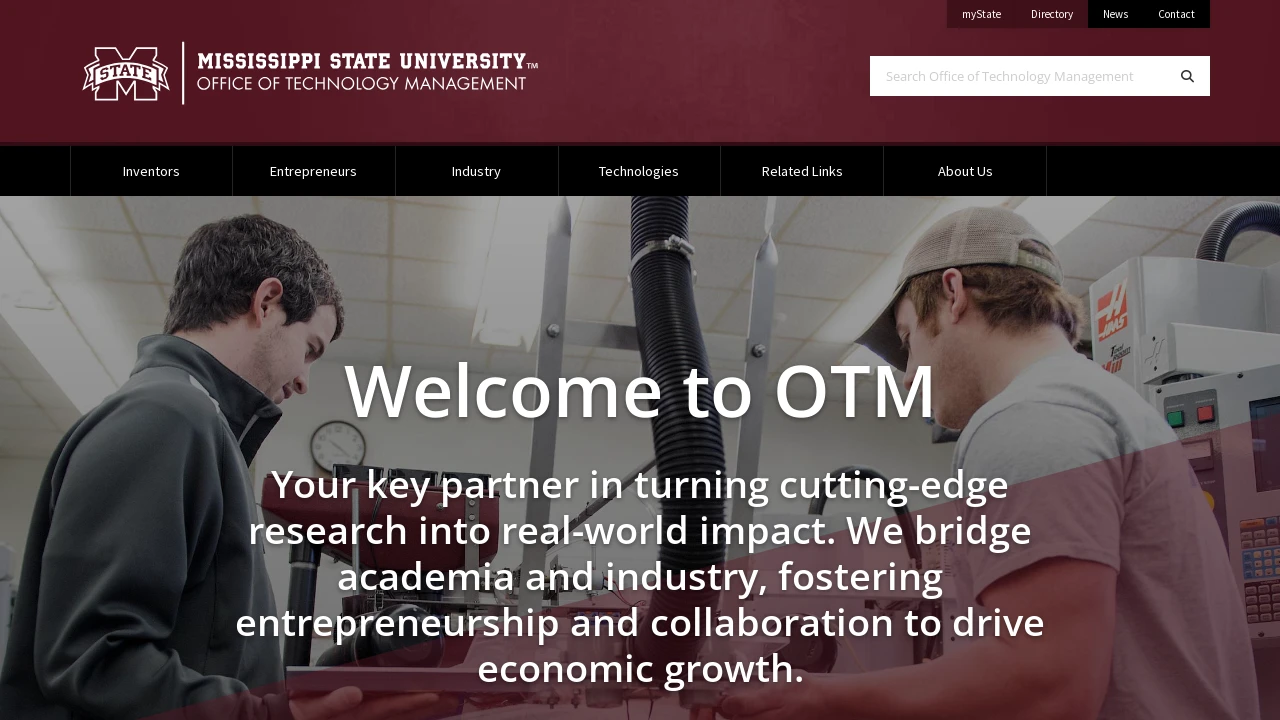 myState
Directory
News
Contact
STATE
MISSISSIPPI STATE UNIVERSITY™
OFFICE OF TECHNOLOGY MANAGEMENT
Search Office of Technology Management
Inventors
Entrepreneurs
Industry
Technologies
Related Links
About Us
HAAS
Welcome to OTM
Your key partner in turning cutting-edge
research into real-world impact. We bridge
academia and industry, fostering
entrepreneurship and collaboration to drive
economic growth.